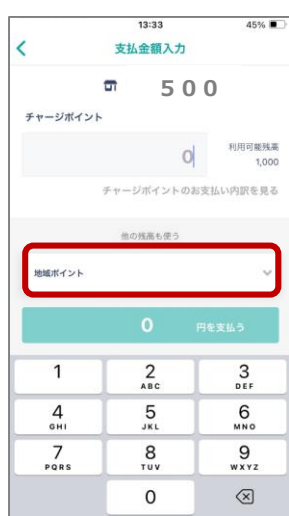 13:33 45%
支払金額入力
500
チャージポイント
0
利用可能残高
1,000
チャージポイントのお支払い内訳を見る
他の残高も使う
地域ポイント
0 円を支払う
1 2 3
ABC DEF
4 5 6
GHI JKL MNO
7 8 9
PQRS TUV WXYZ
0